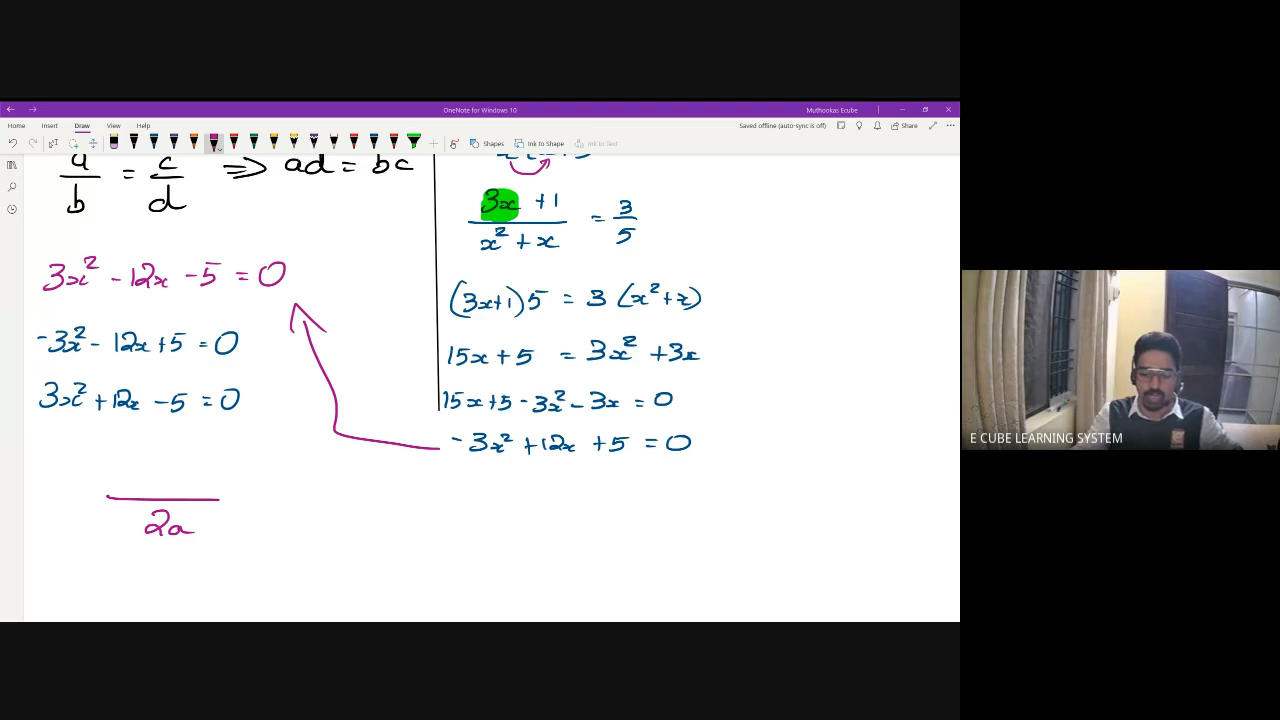 OneNote for Windows 10
Muthookas Ecube
Home Insert Draw View Help
Saved offline (auto-sync is off)
Share
Shapes
Ink to Shape
Ink to Text
a/b = c/d ⇒ ad = bc
3x² - 12x - 5 = 0
-3x² - 12x + 5 = 0
3x² + 12x - 5 = 0
2a
(3x + 1)/(x² + x) = 3/5
(3x+1)5 = 3(x²+x)
15x + 5 = 3x² + 3x
15x + 5 - 3x² - 3x = 0
-3x² + 12x + 5 = 0
E CUBE LEARNING SYSTEM